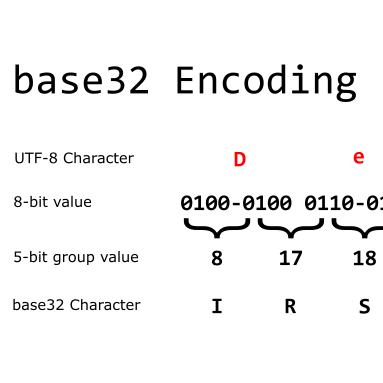 base32 Encoding
UTF-8 Character D e
8-bit value 0100-0100 0110-01
5-bit group value 8 17 18
base32 Character I R S